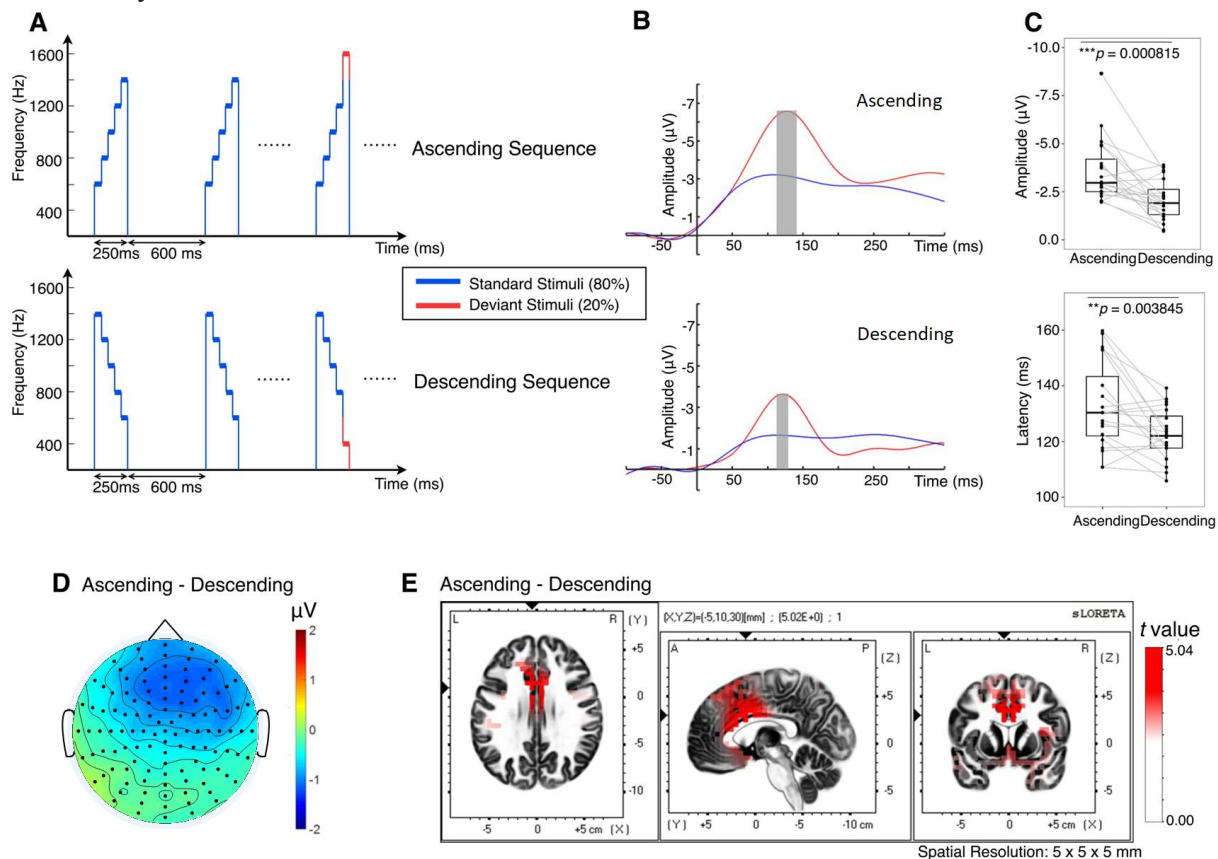 A
Frequency (Hz)
1600
1200
800
400
250ms
600 ms
Time (ms)
Ascending Sequence
Standard Stimuli (80%)
Deviant Stimuli (20%)
Frequency (Hz)
1600
1200
800
400
250ms
600 ms
Time (ms)
Descending Sequence
B
Ascending
Amplitude (µV)
-7
-5
-3
-1
-50
50
150
250
Time (ms)
Descending
Amplitude (µV)
-7
-5
-3
-1
-50
50
150
250
Time (ms)
C
***p = 0.000815
Amplitude (µV)
-10.0
-7.5
-5.0
-2.5
0.0
Ascending Descending
**p = 0.003845
Latency (ms)
160
140
120
100
Ascending Descending
D Ascending - Descending
µV
2
1
0
-1
-2
E Ascending - Descending
L R (Y)
+5
0
-5
-10
-5 0 +5 cm (X)
(X,Y,Z)=(-5,10,30)[mm] ; (5.02E+0) ; 1
sLORETA
A P (Z)
+5
0
-5
(Y) +5 0 -5 -10 cm
L R (Z)
+5
0
-5
-5 0 +5 cm (X)
t value
5.04
0.00
Spatial Resolution: 5 x 5 x 5 mm